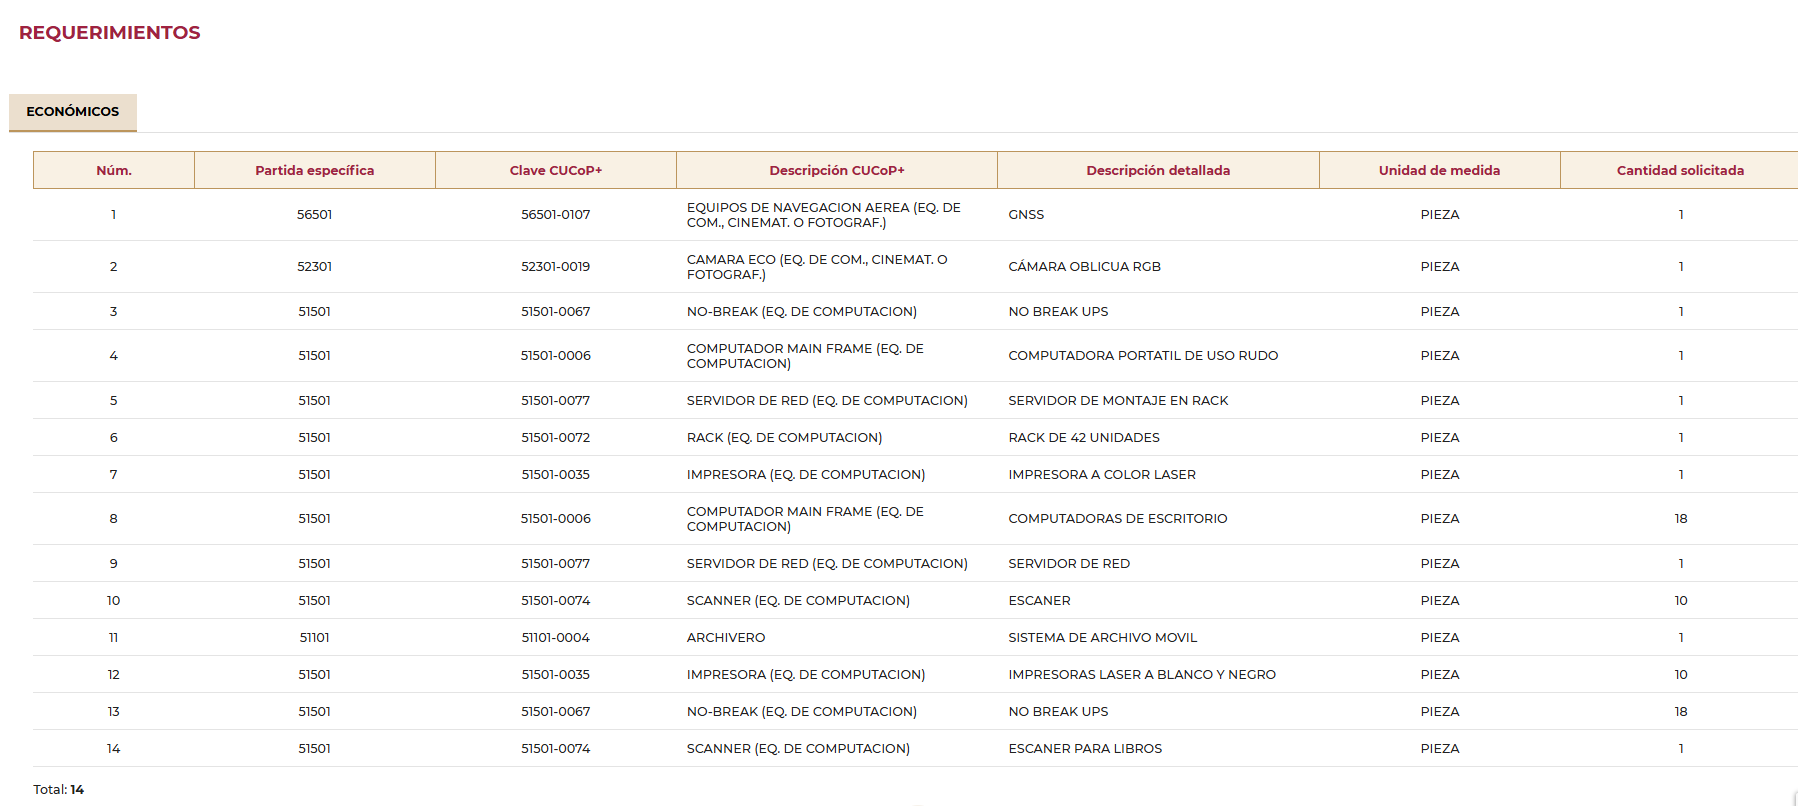 REQUERIMIENTOS
ECONÓMICOS
Núm. Partida específica Clave CUCoP+ Descripción CUCoP+ Descripción detallada Unidad de medida Cantidad solicitada
1 56501 56501-0107 EQUIPOS DE NAVEGACION AEREA (EQ. DE COM., CINEMAT. O FOTOGRAF.) GNSS PIEZA 1
2 52301 52301-0019 CAMARA ECO (EQ. DE COM., CINEMAT. O FOTOGRAF.) CÁMARA OBLICUA RGB PIEZA 1
3 51501 51501-0067 NO-BREAK (EQ. DE COMPUTACION) NO BREAK UPS PIEZA 1
4 51501 51501-0006 COMPUTADOR MAIN FRAME (EQ. DE COMPUTACION) COMPUTADORA PORTATIL DE USO RUDO PIEZA 1
5 51501 51501-0077 SERVIDOR DE RED (EQ. DE COMPUTACION) SERVIDOR DE MONTAJE EN RACK PIEZA 1
6 51501 51501-0072 RACK (EQ. DE COMPUTACION) RACK DE 42 UNIDADES PIEZA 1
7 51501 51501-0035 IMPRESORA (EQ. DE COMPUTACION) IMPRESORA A COLOR LASER PIEZA 1
8 51501 51501-0006 COMPUTADOR MAIN FRAME (EQ. DE COMPUTACION) COMPUTADORAS DE ESCRITORIO PIEZA 18
9 51501 51501-0077 SERVIDOR DE RED (EQ. DE COMPUTACION) SERVIDOR DE RED PIEZA 1
10 51501 51501-0074 SCANNER (EQ. DE COMPUTACION) ESCANER PIEZA 10
11 51101 51101-0004 ARCHIVERO SISTEMA DE ARCHIVO MOVIL PIEZA 1
12 51501 51501-0035 IMPRESORA (EQ. DE COMPUTACION) IMPRESORAS LASER A BLANCO Y NEGRO PIEZA 10
13 51501 51501-0067 NO-BREAK (EQ. DE COMPUTACION) NO BREAK UPS PIEZA 18
14 51501 51501-0074 SCANNER (EQ. DE COMPUTACION) ESCANER PARA LIBROS PIEZA 1
Total: 14